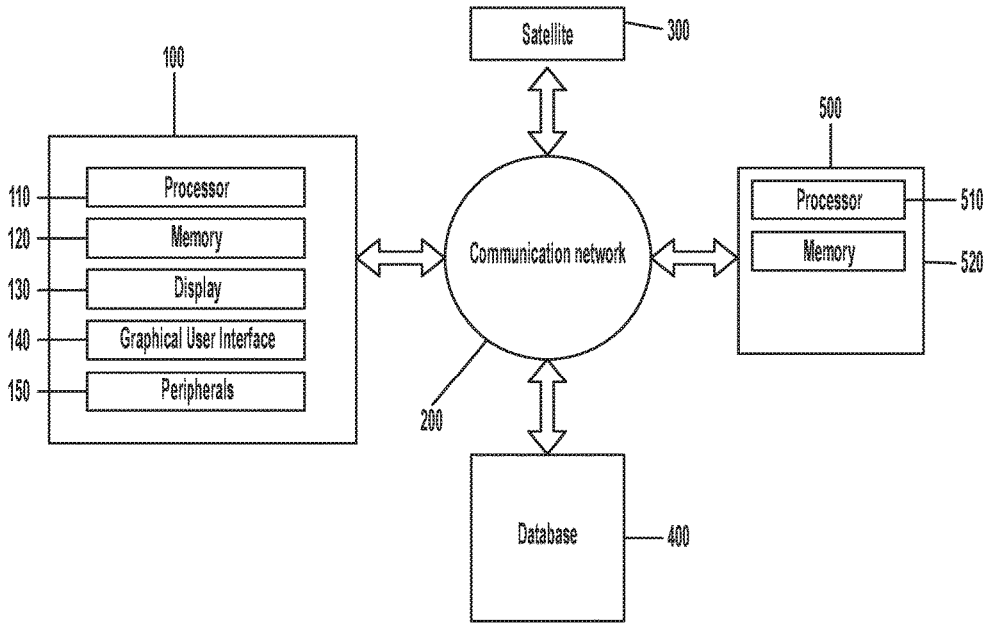 Satellite
300
100
500
Processor
110
Memory
120
Display
130
Graphical User Interface
140
Peripherals
150
Communication network
200
Processor
510
Memory
520
Database
400